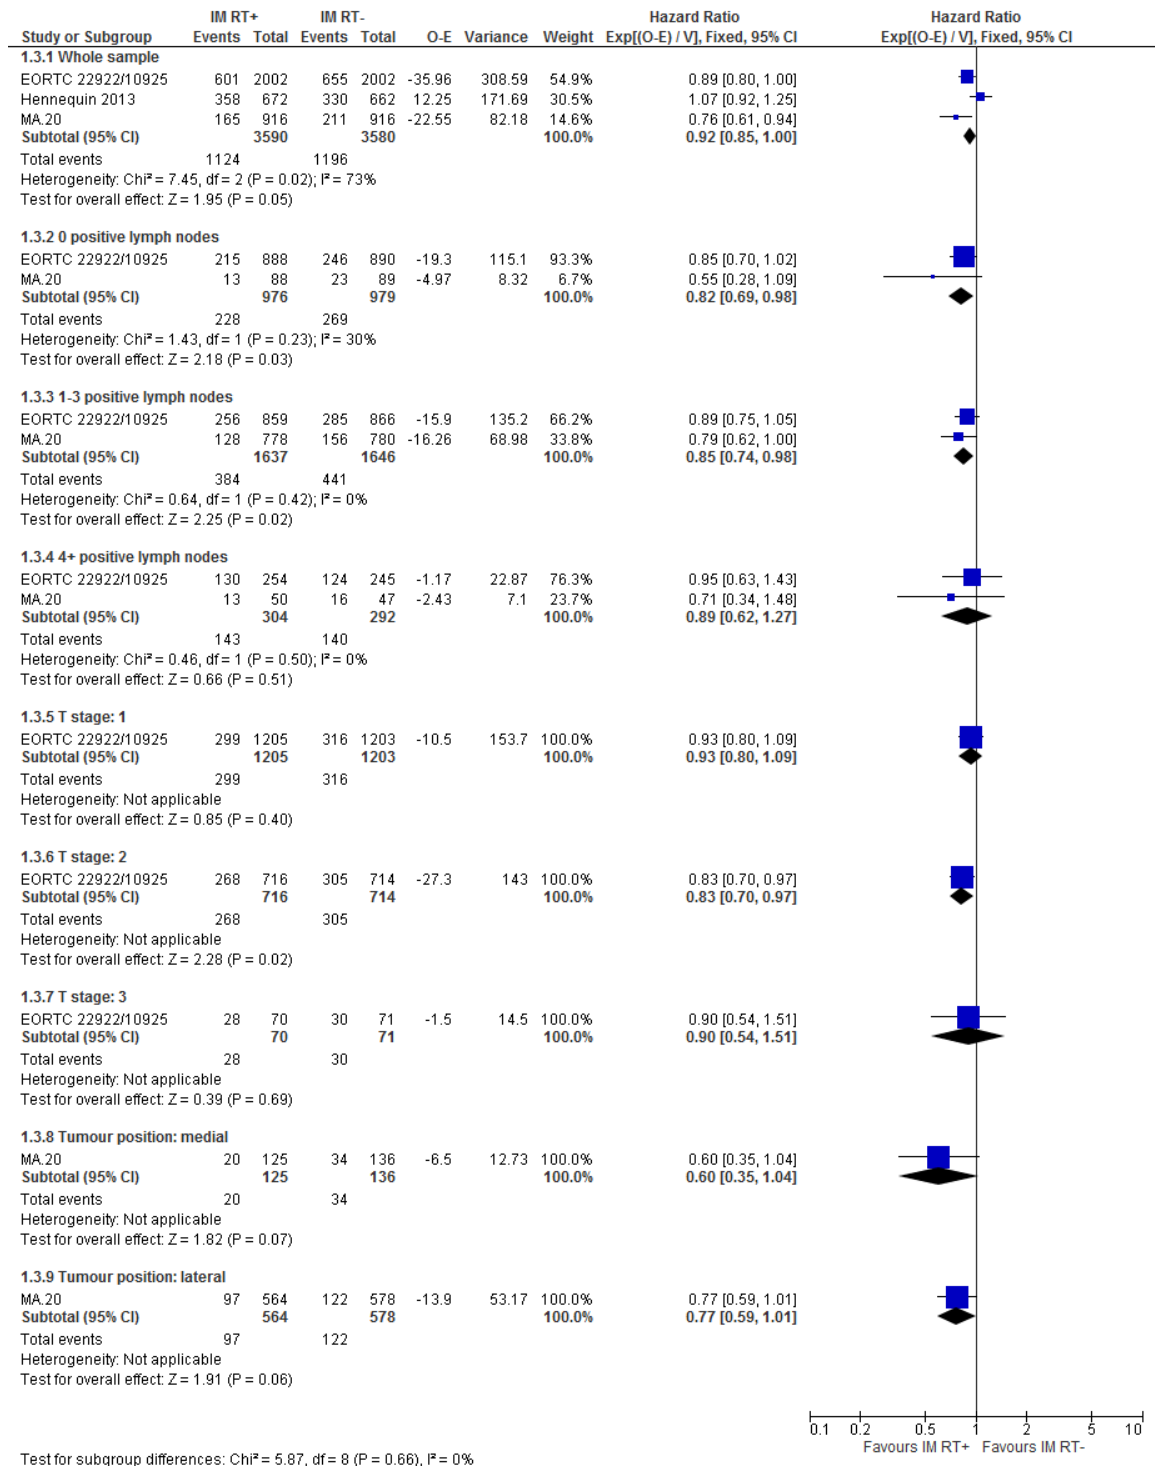 IM RT+ IM RT- Hazard Ratio Hazard Ratio
Study or Subgroup Events Total Events Total O-E Variance Weight Exp[(O-E) / V], Fixed, 95% CI Exp[(O-E) / V], Fixed, 95% CI
1.3.1 Whole sample
EORTC 22922/10925 601 2002 655 2002 -35.96 308.59 54.9% 0.89 [0.80, 1.00]
Hennequin 2013 358 672 330 662 12.25 171.69 30.5% 1.07 [0.92, 1.25]
MA.20 165 916 211 916 -22.55 82.18 14.6% 0.76 [0.61, 0.94]
Subtotal (95% CI) 3590 3580 100.0% 0.92 [0.85, 1.00]
Total events 1124 1196
Heterogeneity: Chi² = 7.45, df = 2 (P = 0.02); I² = 73%
Test for overall effect: Z = 1.95 (P = 0.05)
1.3.2 0 positive lymph nodes
EORTC 22922/10925 215 888 246 890 -19.3 115.1 93.3% 0.85 [0.70, 1.02]
MA.20 13 88 23 89 -4.97 8.32 6.7% 0.55 [0.28, 1.09]
Subtotal (95% CI) 976 979 100.0% 0.82 [0.69, 0.98]
Total events 228 269
Heterogeneity: Chi² = 1.43, df = 1 (P = 0.23); I² = 30%
Test for overall effect: Z = 2.18 (P = 0.03)
1.3.3 1-3 positive lymph nodes
EORTC 22922/10925 256 859 285 866 -15.9 135.2 66.2% 0.89 [0.75, 1.05]
MA.20 128 778 156 780 -16.26 68.98 33.8% 0.79 [0.62, 1.00]
Subtotal (95% CI) 1637 1646 100.0% 0.85 [0.74, 0.98]
Total events 384 441
Heterogeneity: Chi² = 0.64, df = 1 (P = 0.42); I² = 0%
Test for overall effect: Z = 2.25 (P = 0.02)
1.3.4 4+ positive lymph nodes
EORTC 22922/10925 130 254 124 245 -1.17 22.87 76.3% 0.95 [0.63, 1.43]
MA.20 13 50 16 47 -2.43 7.1 23.7% 0.71 [0.34, 1.48]
Subtotal (95% CI) 304 292 100.0% 0.89 [0.62, 1.27]
Total events 143 140
Heterogeneity: Chi² = 0.46, df = 1 (P = 0.50); I² = 0%
Test for overall effect: Z = 0.66 (P = 0.51)
1.3.5 T stage: 1
EORTC 22922/10925 299 1205 316 1203 -10.5 153.7 100.0% 0.93 [0.80, 1.09]
Subtotal (95% CI) 1205 1203 100.0% 0.93 [0.80, 1.09]
Total events 299 316
Heterogeneity: Not applicable
Test for overall effect: Z = 0.85 (P = 0.40)
1.3.6 T stage: 2
EORTC 22922/10925 268 716 305 714 -27.3 143 100.0% 0.83 [0.70, 0.97]
Subtotal (95% CI) 716 714 100.0% 0.83 [0.70, 0.97]
Total events 268 305
Heterogeneity: Not applicable
Test for overall effect: Z = 2.28 (P = 0.02)
1.3.7 T stage: 3
EORTC 22922/10925 28 70 30 71 -1.5 14.5 100.0% 0.90 [0.54, 1.51]
Subtotal (95% CI) 70 71 100.0% 0.90 [0.54, 1.51]
Total events 28 30
Heterogeneity: Not applicable
Test for overall effect: Z = 0.39 (P = 0.69)
1.3.8 Tumour position: medial
MA.20 20 125 34 136 -6.5 12.73 100.0% 0.60 [0.35, 1.04]
Subtotal (95% CI) 125 136 100.0% 0.60 [0.35, 1.04]
Total events 20 34
Heterogeneity: Not applicable
Test for overall effect: Z = 1.82 (P = 0.07)
1.3.9 Tumour position: lateral
MA.20 97 564 122 578 -13.9 53.17 100.0% 0.77 [0.59, 1.01]
Subtotal (95% CI) 564 578 100.0% 0.77 [0.59, 1.01]
Total events 97 122
Heterogeneity: Not applicable
Test for overall effect: Z = 1.91 (P = 0.06)
0.1 0.2 0.5 1 2 5 10
Favours IM RT+ Favours IM RT-
Test for subgroup differences: Chi² = 5.87, df = 8 (P = 0.66), I² = 0%